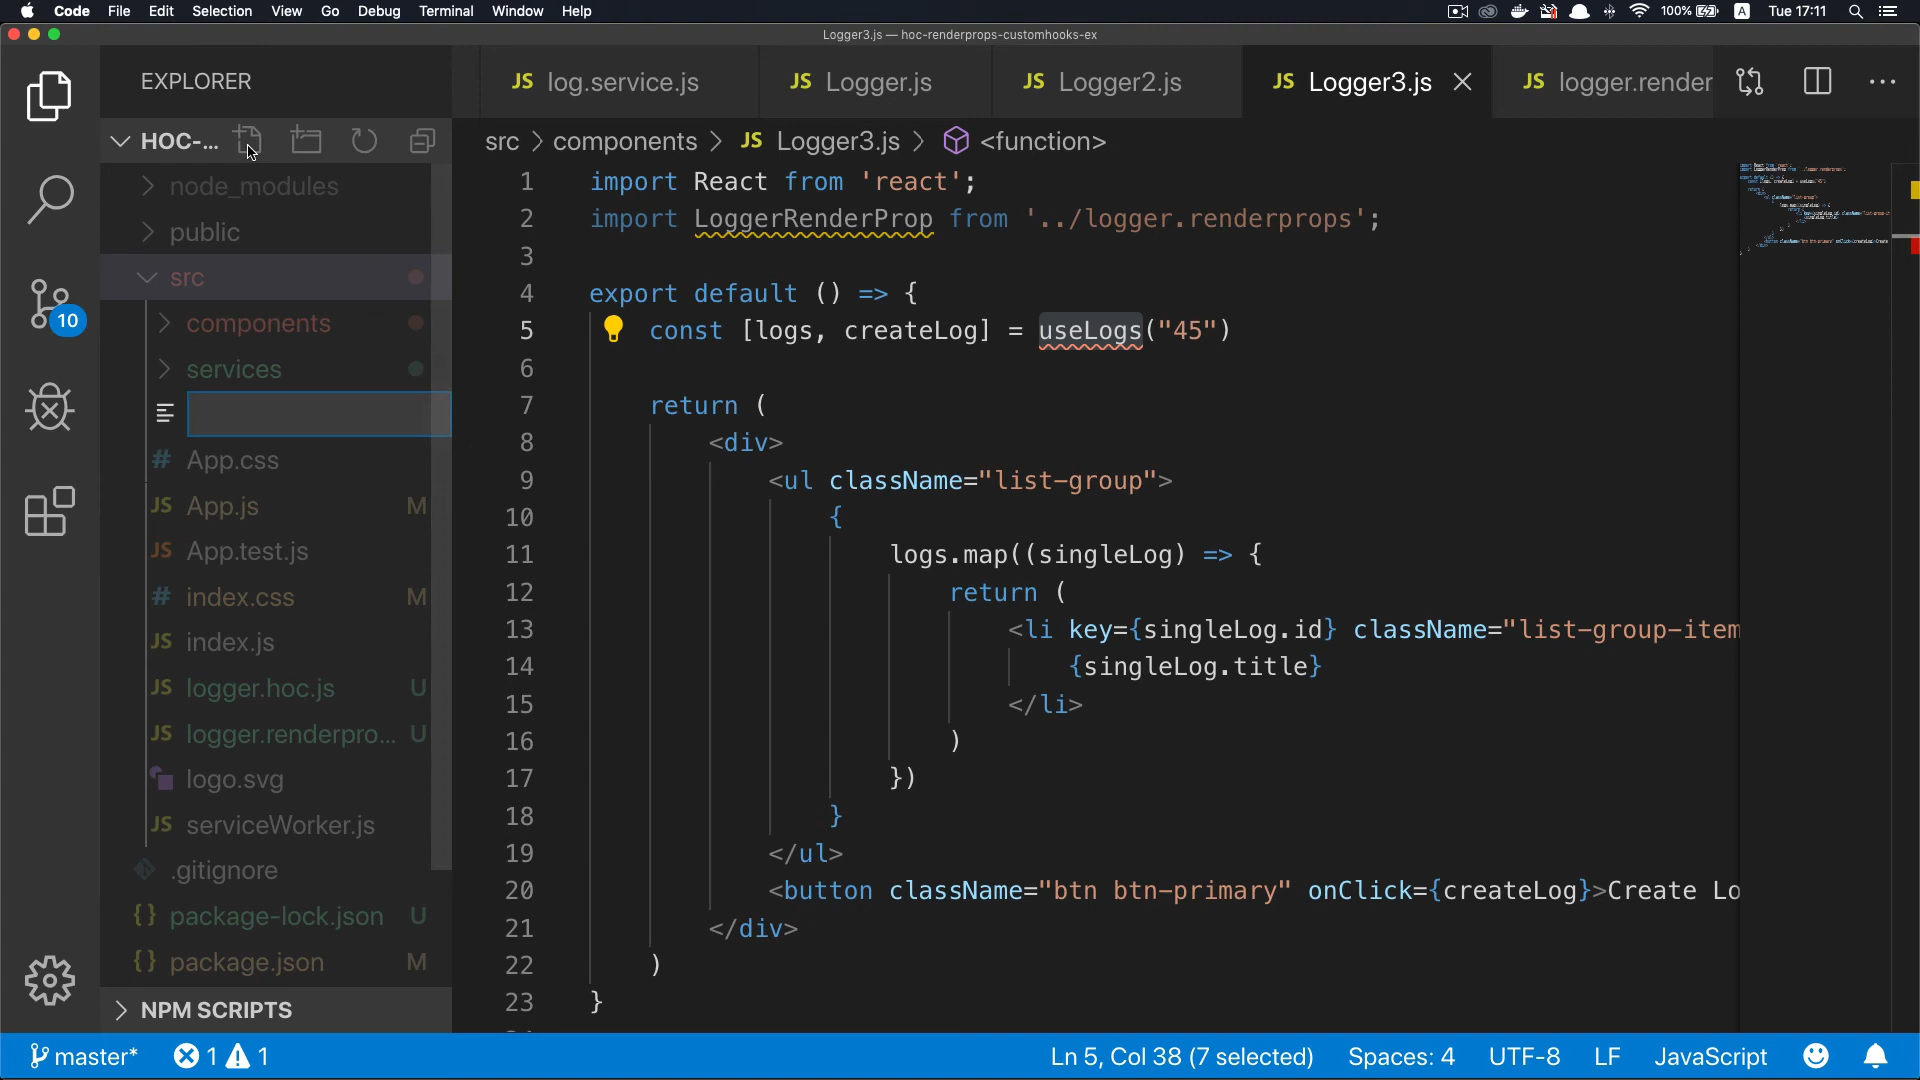 Code File Edit Selection View Go Debug Terminal Window Help 100% A Tue 17:11
Logger3.js — hoc-renderprops-customhooks-ex
EXPLORER
JS log.service.js JS Logger.js JS Logger2.js JS Logger3.js JS logger.render
HOC-...
src > components > JS Logger3.js > <function>
node_modules
public
src
components
services
# App.css
JS App.js M
JS App.test.js
# index.css M
JS index.js
JS logger.hoc.js U
JS logger.renderpro... U
logo.svg
JS serviceWorker.js
.gitignore
{} package-lock.json U
{} package.json M
NPM SCRIPTS
10
1 import React from 'react';
2 import LoggerRenderProp from '../logger.renderprops';
3
4 export default () => {
5 const [logs, createLog] = useLogs("45")
6
7 return (
8 <div>
9 <ul className="list-group">
10 {
11 logs.map((singleLog) => {
12 return (
13 <li key={singleLog.id} className="list-group-item
14 {singleLog.title}
15 </li>
16 )
17 })
18 }
19 </ul>
20 <button className="btn btn-primary" onClick={createLog}>Create Lo
21 </div>
22 )
23 }
master* 1 1 Ln 5, Col 38 (7 selected) Spaces: 4 UTF-8 LF JavaScript